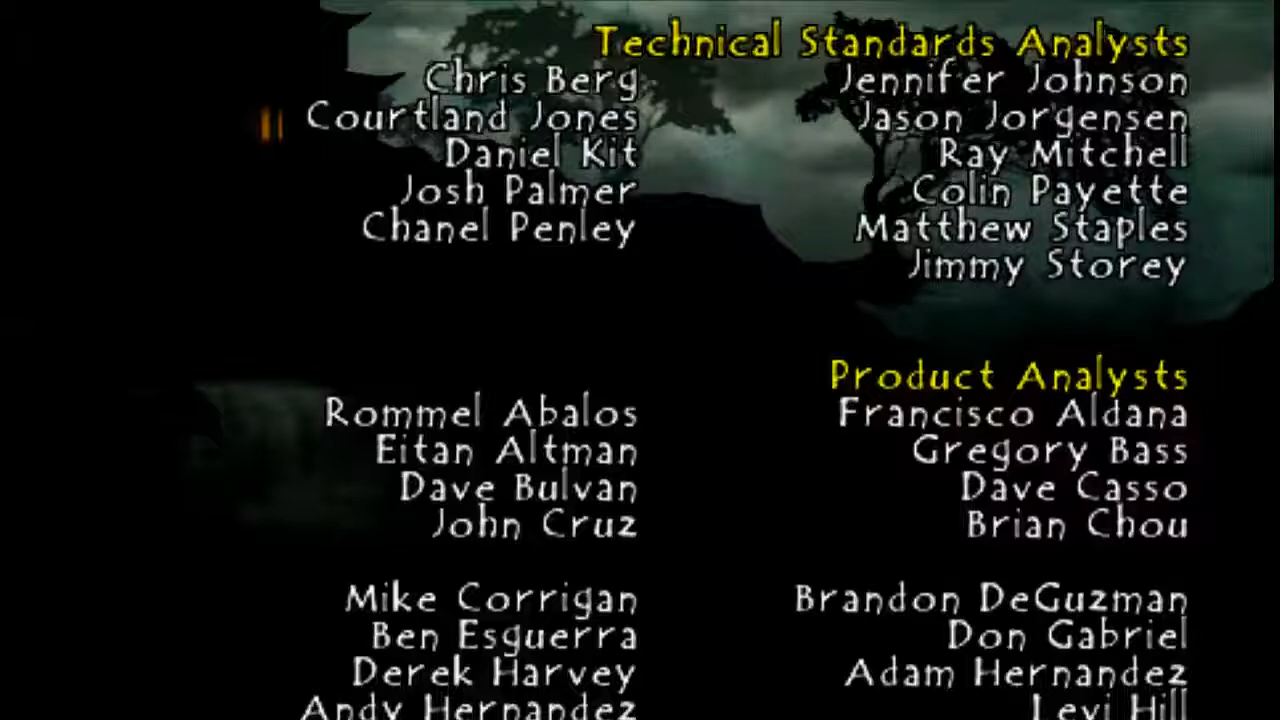 Technical Standards Analysts
Chris Berg Jennifer Johnson
Courtland Jones Jason Jorgensen
Daniel Kit Ray Mitchell
Josh Palmer Colin Payette
Chanel Penley Matthew Staples
Jimmy Storey
Product Analysts
Rommel Abalos Francisco Aldana
Eitan Altman Gregory Bass
Dave Bulvan Dave Casso
John Cruz Brian Chou
Mike Corrigan Brandon DeGuzman
Ben Esguerra Don Gabriel
Derek Harvey Adam Hernandez
Andy Hernandez Levi Hill